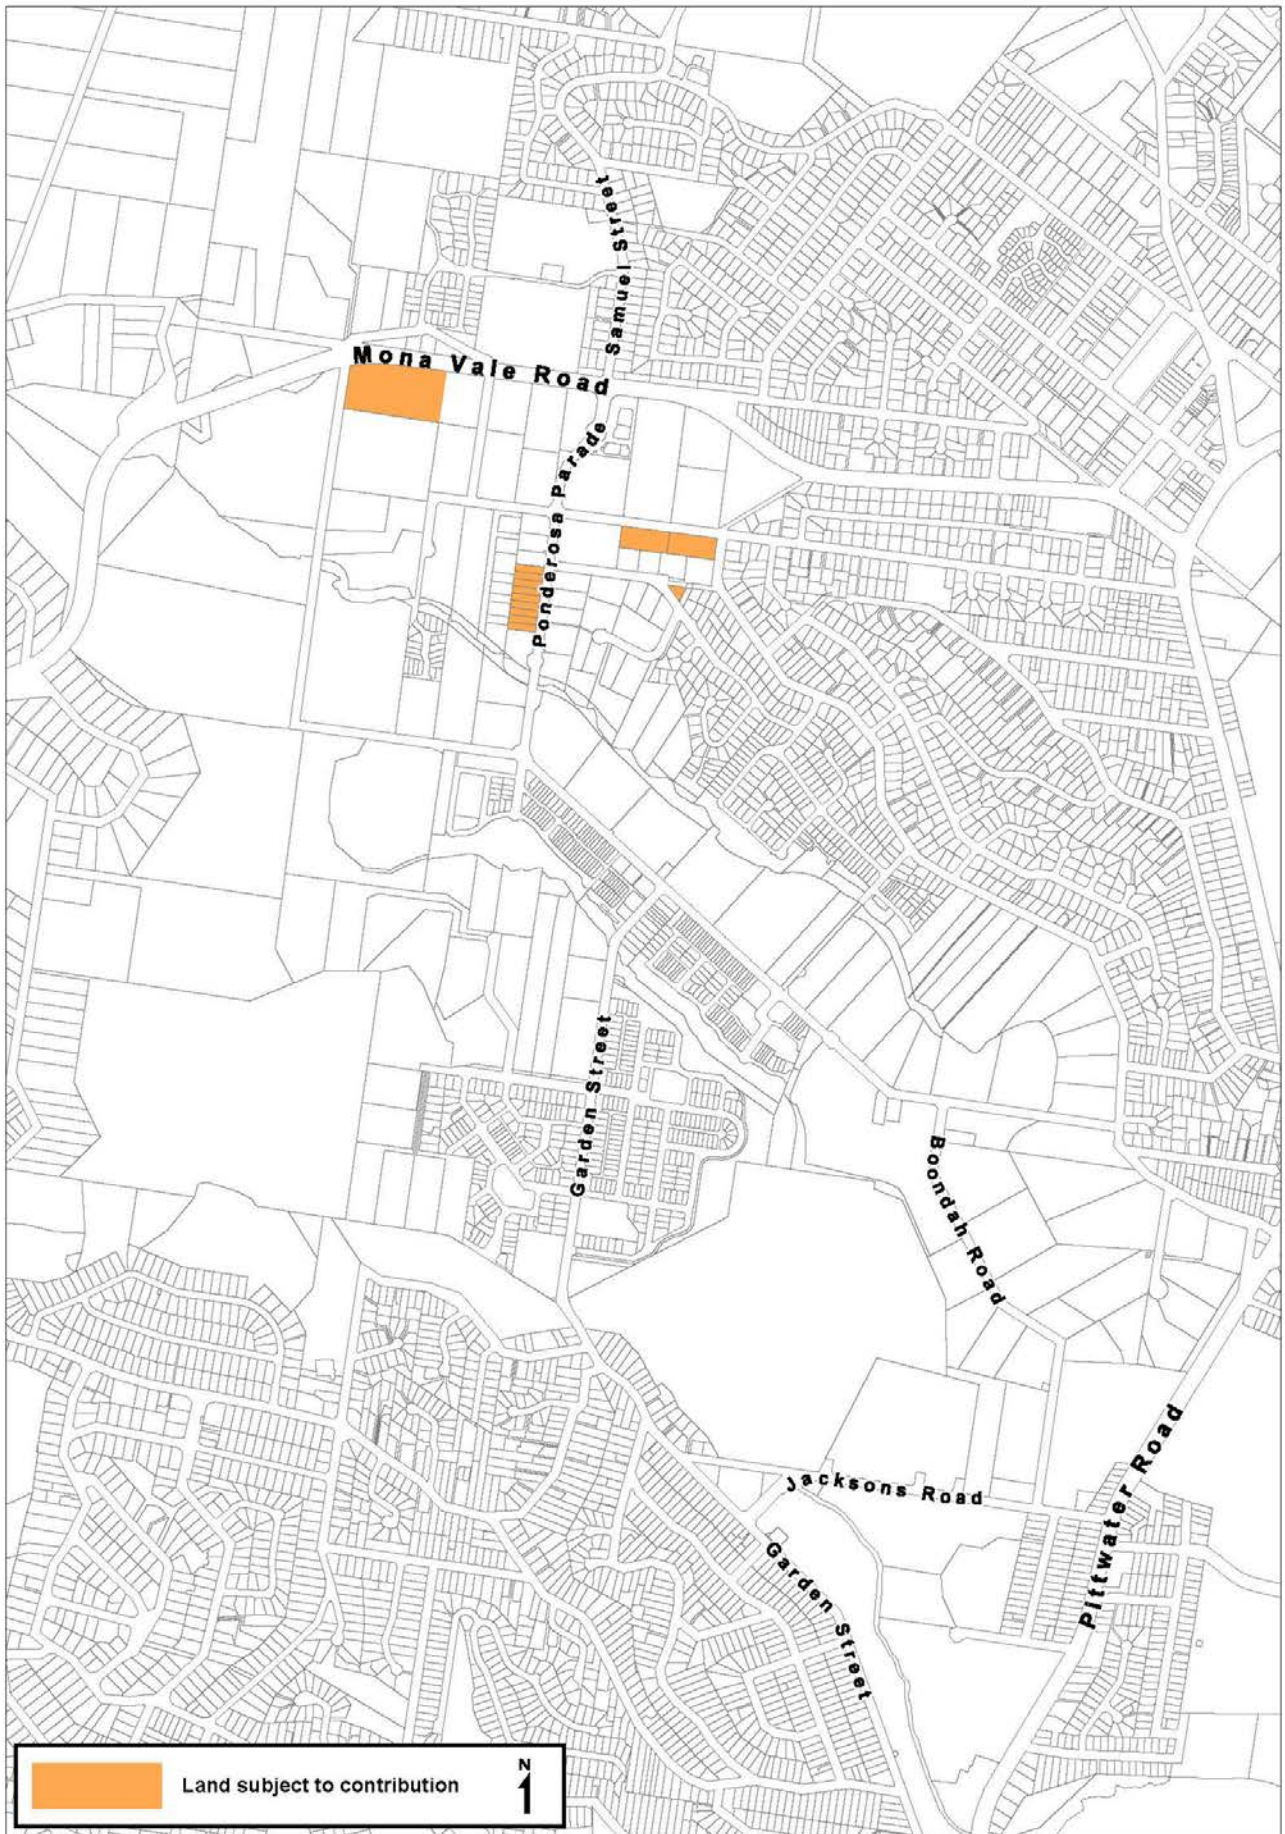 Samuel Street
Mona Vale Road
Ponderosa Parade
Garden Street
Boondah Road
Pittwater Road
Jacksons Road
Garden Street
N
Land subject to contribution